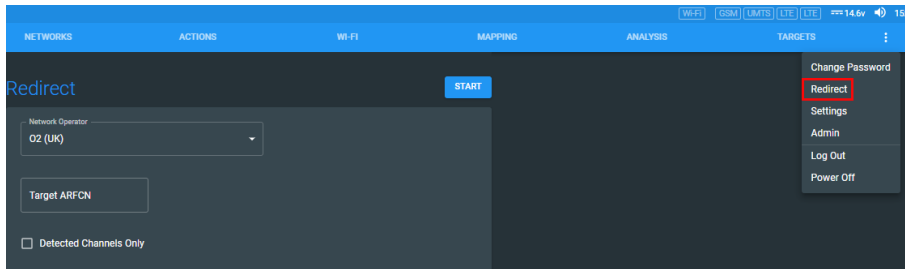 Wi-Fi GSM UMTS LTE LTE 14.6v 15
NETWORKS ACTIONS WI-FI MAPPING ANALYSIS TARGETS
Change Password
Redirect START Redirect
Network Operator Settings
O2 (UK) Admin
Log Out
Power Off
Target ARFCN
Detected Channels Only